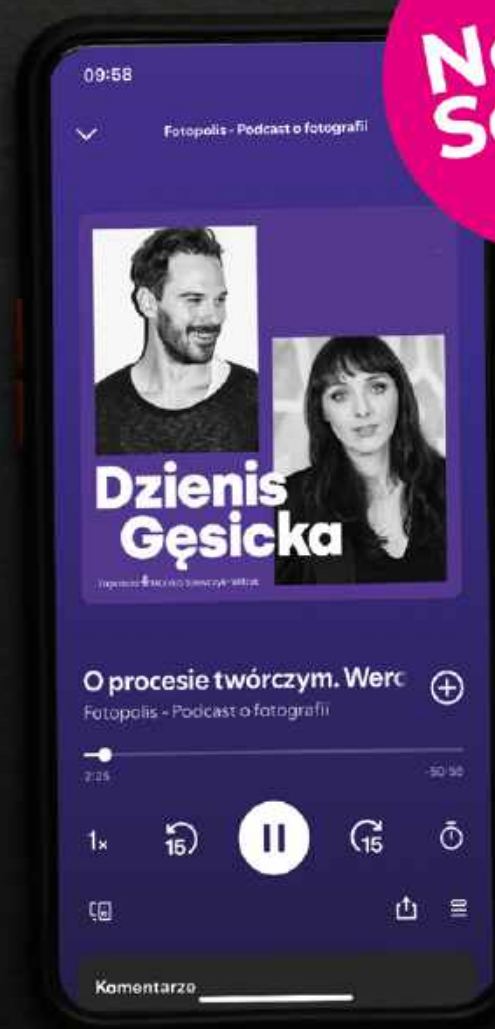 09:58
Fotopolis - Podcast o fotografii
Dzienis
Gęsicka
O procesie twórczym. Werc
Fotopolis - Podcast o fotografii
2:25
-50:50
1x
15
15
Komentarze